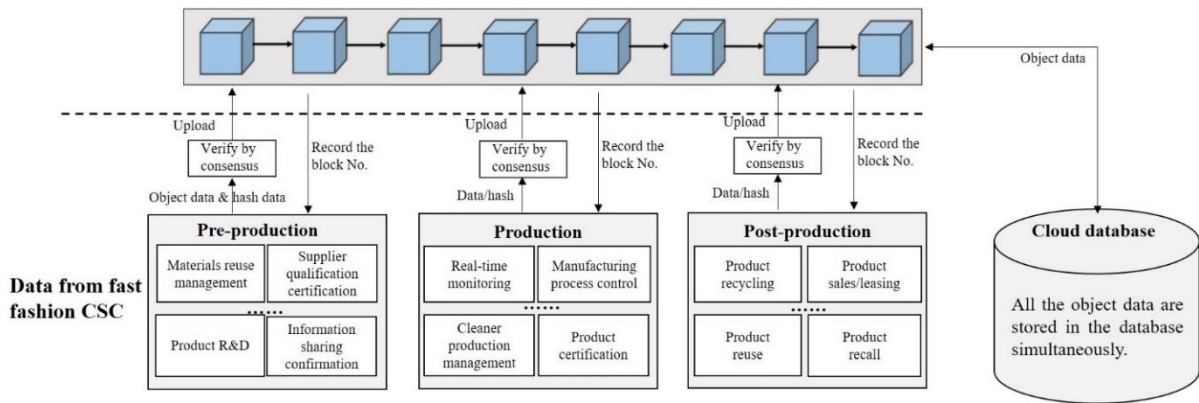 Object data
Upload
Record the
block No.
Verify by
consensus
Object data & hash data
Upload
Record the
block No.
Verify by
consensus
Data/hash
Upload
Record the
block No.
Verify by
consensus
Data/hash
Data from fast
fashion CSC
Pre-production
Materials reuse
management
Supplier
qualification
certification
......
Product R&D
Information
sharing
confirmation
Production
Real-time
monitoring
Manufacturing
process control
......
Cleaner
production
management
Product
certification
Post-production
Product
recycling
Product
sales/leasing
......
Product
reuse
Product
recall
Cloud database
All the object data are
stored in the database
simultaneously.